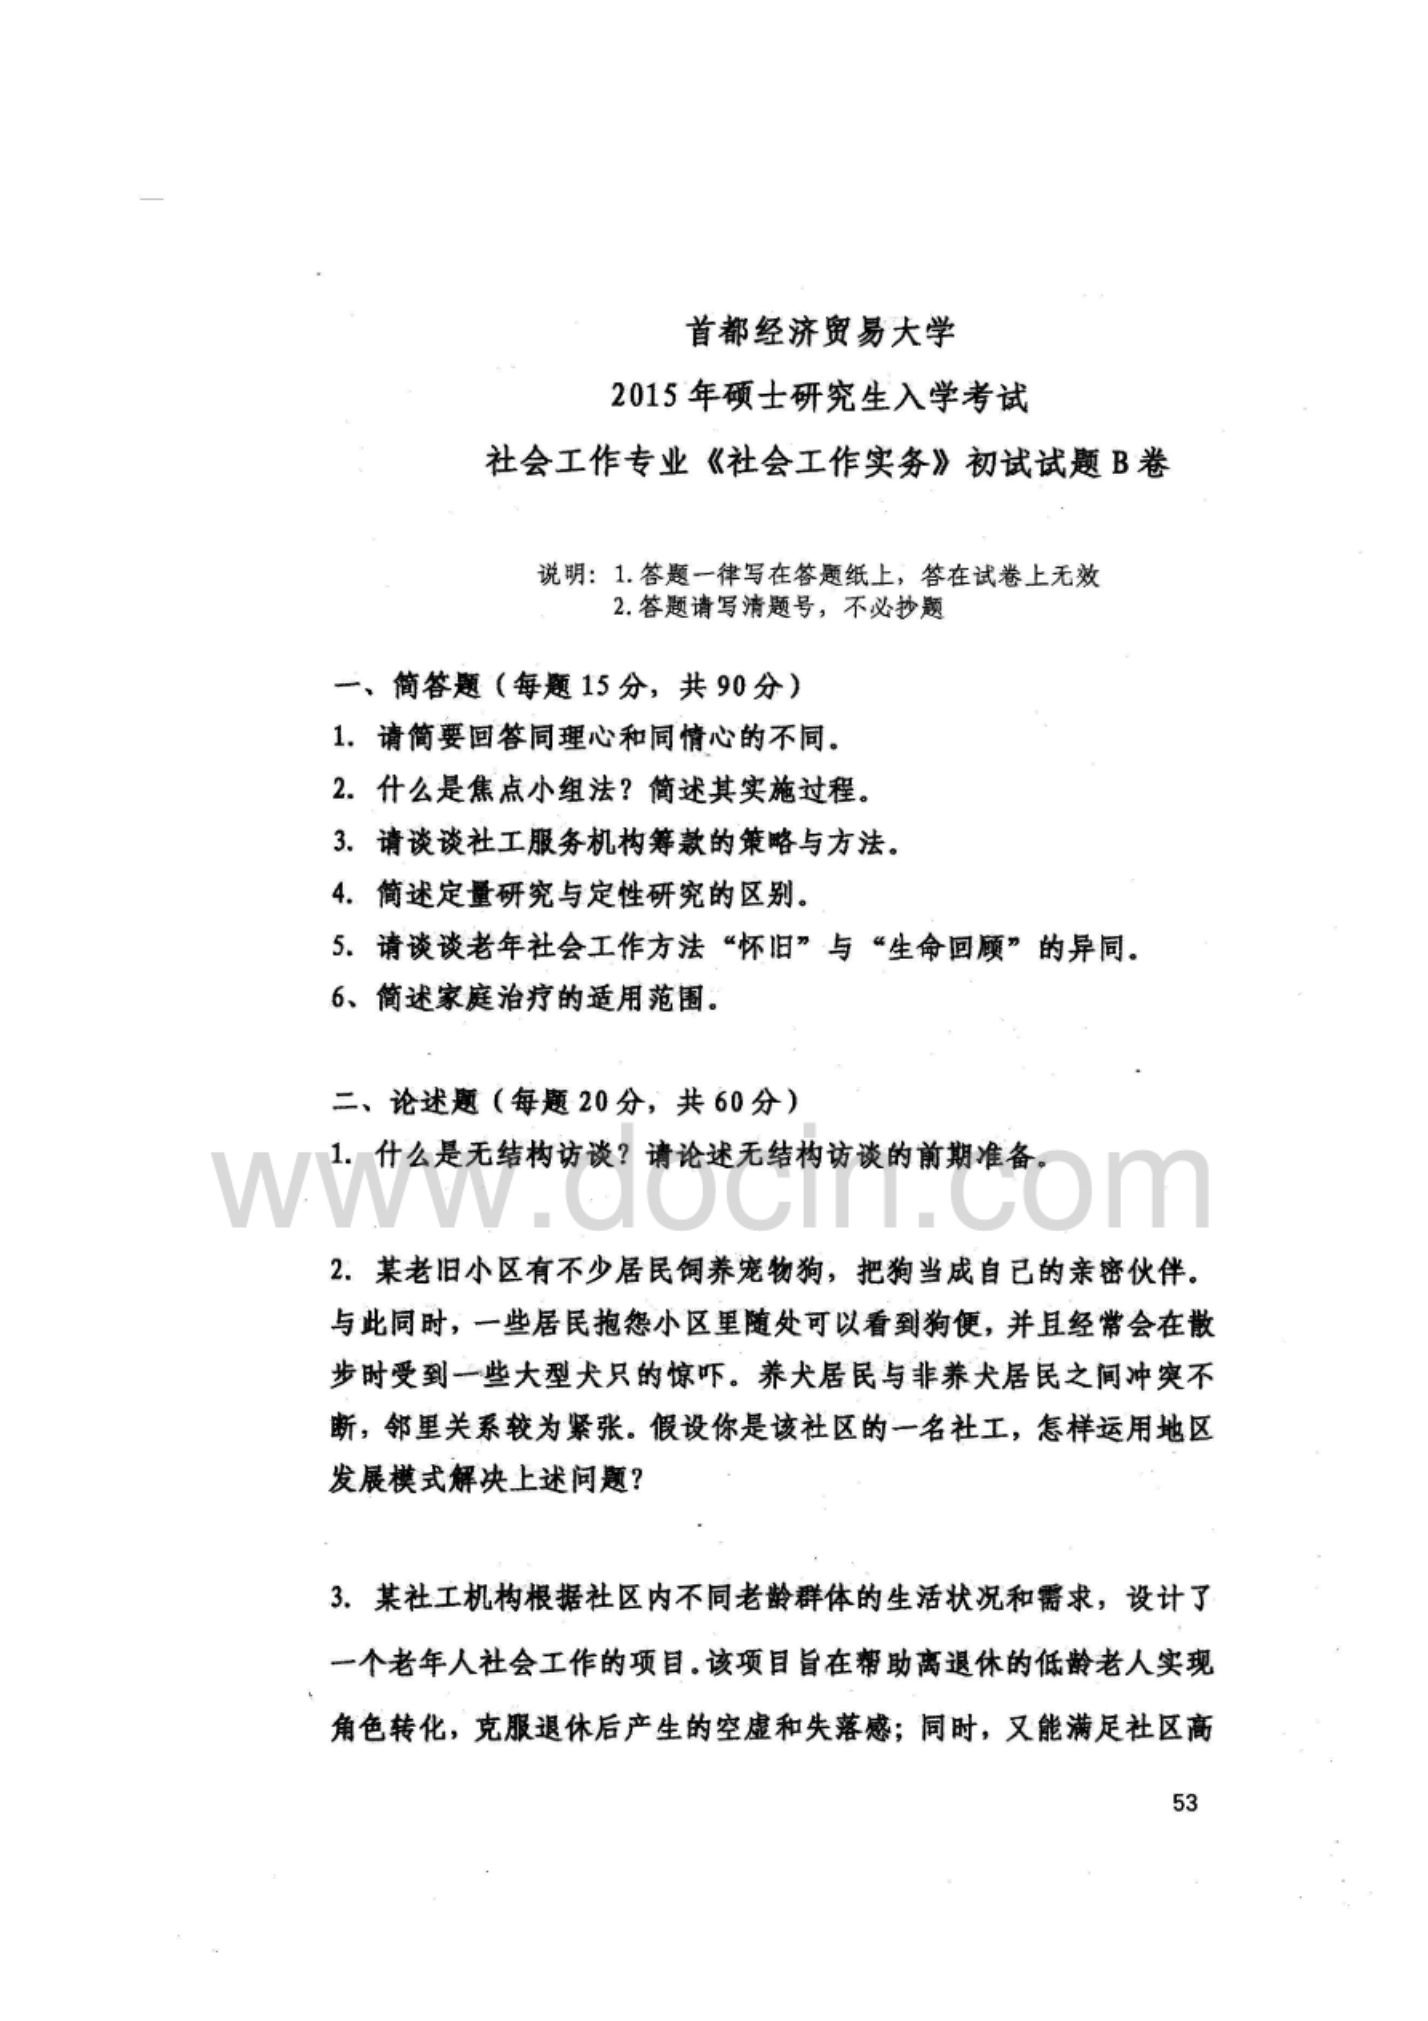 首都经济贸易大学
2015年硕士研究生入学考试
社会工作专业《社会工作实务》初试试题B卷
说明：1.答题一律写在答题纸上，答在试卷上无效
2.答题请写清题号，不必抄题
一、简答题（每题15分，共90分）
1. 请简要回答同理心和同情心的不同。
2. 什么是焦点小组法？简述其实施过程。
3. 请谈谈社工服务机构筹款的策略与方法。
4. 简述定量研究与定性研究的区别。
5. 请谈谈老年社会工作方法“怀旧”与“生命回顾”的异同。
6、简述家庭治疗的适用范围。
二、论述题（每题20分，共60分）
1. 什么是无结构访谈？请论述无结构访谈的前期准备。
www.docin.com
2. 某老旧小区有不少居民饲养宠物狗，把狗当成自己的亲密伙伴。
与此同时，一些居民抱怨小区里随处可以看到狗便，并且经常会在散
步时受到一些大型犬只的惊吓。养犬居民与非养犬居民之间冲突不
断，邻里关系较为紧张。假设你是该社区的一名社工，怎样运用地区
发展模式解决上述问题？
3. 某社工机构根据社区内不同老龄群体的生活状况和需求，设计了
一个老年人社会工作的项目。该项目旨在帮助离退休的低龄老人实现
角色转化，克服退休后产生的空虚和失落感；同时，又能满足社区高
53